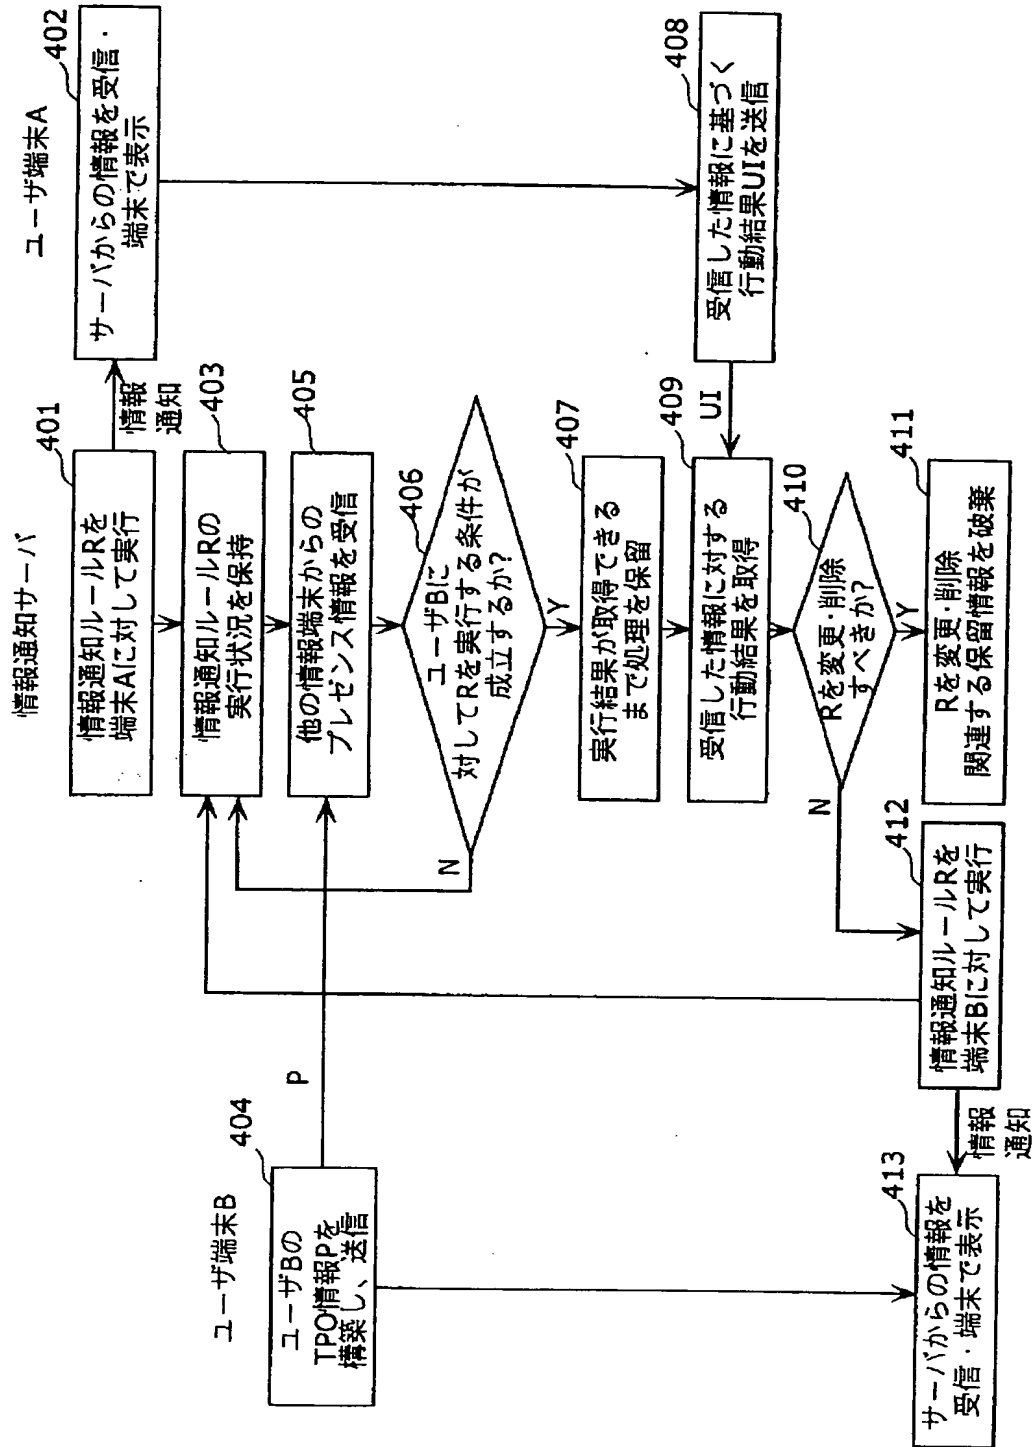 ユーザ端末B
情報通知サーバ
ユーザ端末A
401
情報通知ルールRを
端末Aに対して実行
情報
通知
402
サーバからの情報を受信・
端末で表示
403
情報通知ルールRの
実行状況を保持
404
ユーザBの
TPO情報Pを
構築し、送信
P
405
他の情報端末からの
プレゼンス情報を受信
406
ユーザBに
対してRを実行する条件が
成立するか?
N
Y
407
実行結果が取得できる
まで処理を保留
408
受信した情報に基づく
行動結果UIを送信
UI
409
受信した情報に対する
行動結果を取得
410
Rを変更・削除
すべきか?
N
Y
411
Rを変更・削除
関連する保留情報を破棄
412
情報通知ルールRを
端末Bに対して実行
情報
通知
413
サーバからの情報を
受信・端末で表示